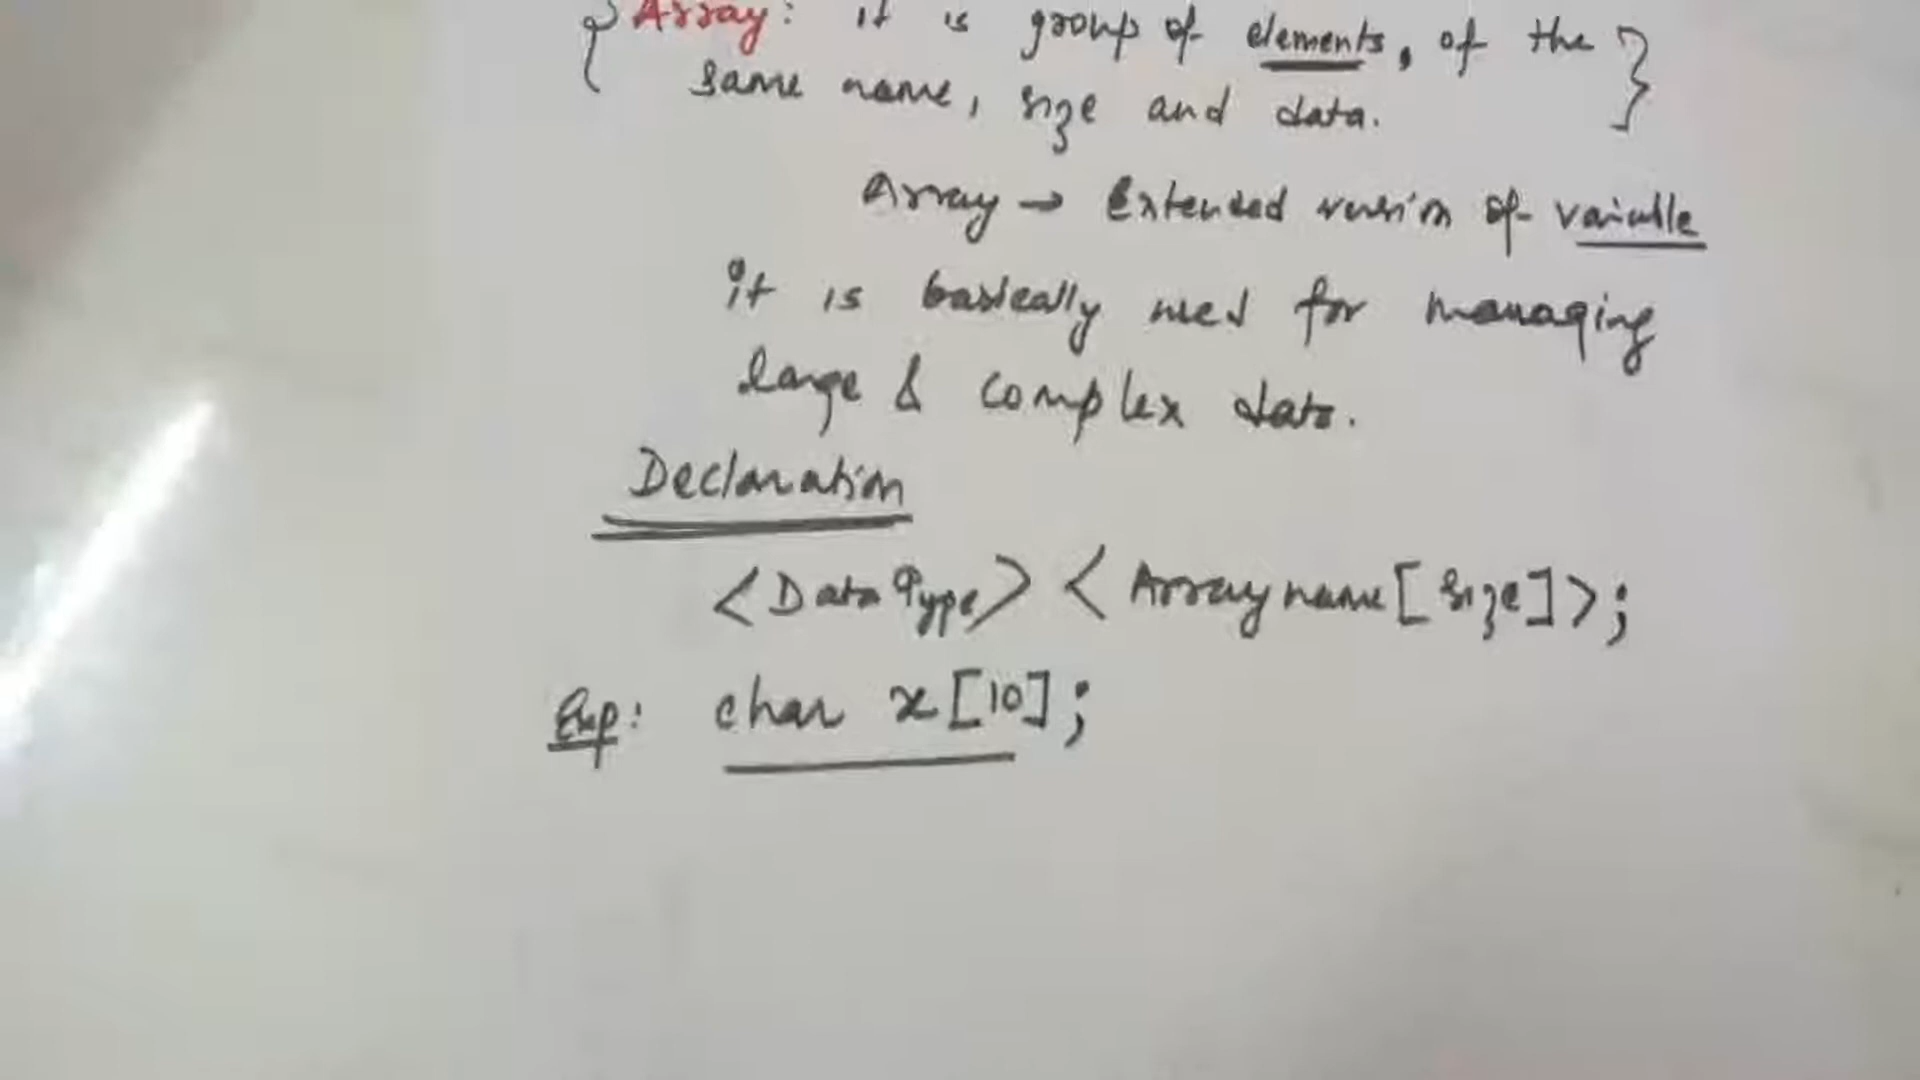 { Array: it is group of elements, of the }
same name, size and data.
Array → Extended version of variable
it is basically used for managing
large & complex data.
Declaration
<Data Type> < Array name [size]>;
Exp: char x[10];